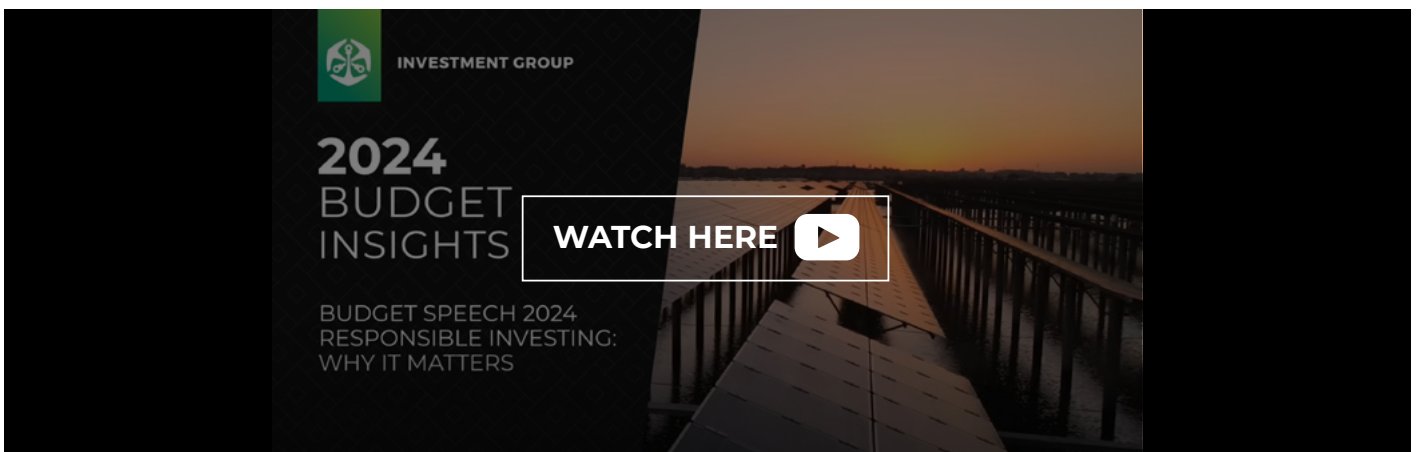 INVESTMENT GROUP
2024
BUDGET
INSIGHTS
WATCH HERE
BUDGET SPEECH 2024
RESPONSIBLE INVESTING:
WHY IT MATTERS